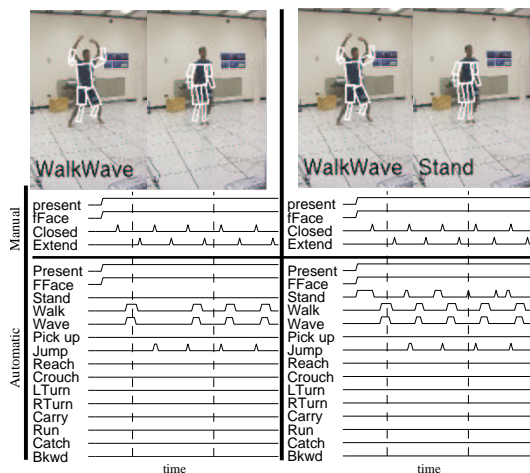 WalkWave
WalkWave Stand
Manual
present
fFace
Closed
Extend
present
fFace
Closed
Extend
Automatic
Present
FFace
Stand
Walk
Wave
Pick up
Jump
Reach
Crouch
LTurn
RTurn
Carry
Run
Catch
Bkwd
time
Present
FFace
Stand
Walk
Wave
Pick up
Jump
Reach
Crouch
LTurn
RTurn
Carry
Run
Catch
Bkwd
time